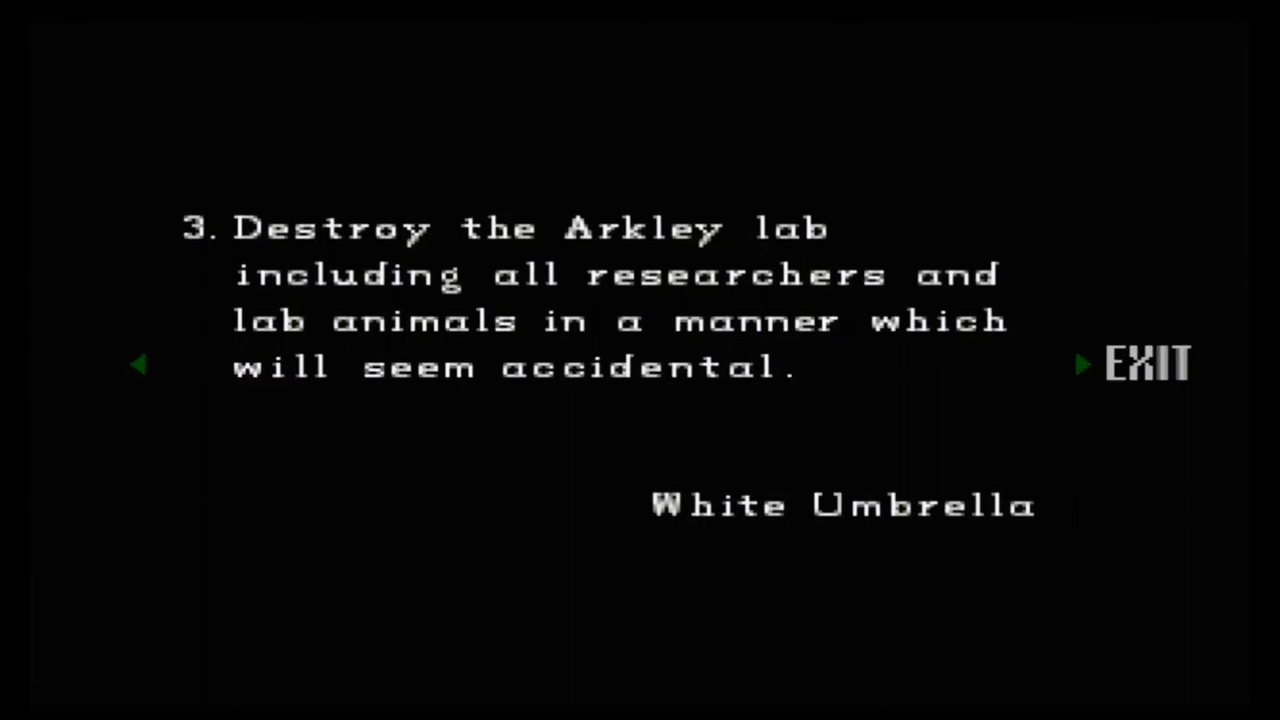 3. Destroy the Arkley lab
including all researchers and
lab animals in a manner which
will seem accidental.
EXIT
White Umbrella